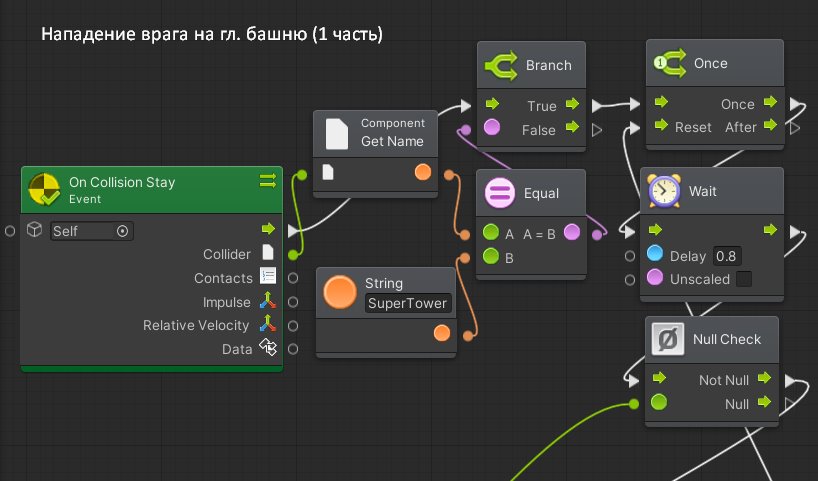 Нападение врага на гл. башню (1 часть)
Branch
True
False
1
Once
Once
Reset After
Component
Get Name
On Collision Stay
Event
Self
Collider
Contacts
Impulse
Relative Velocity
Data
Equal
A A = B
B
String
SuperTower
Wait
Delay 0.8
Unscaled
Null Check
Not Null
Null